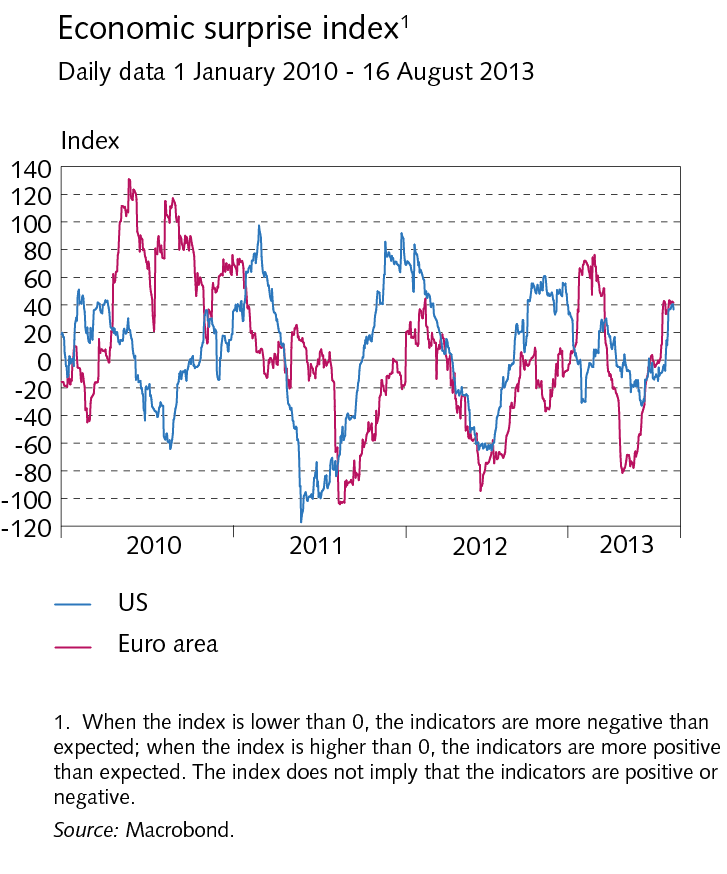 Economic surprise index1
Daily data 1 January 2010 - 16 August 2013
Index
140
120
100
80
60
40
20
0
-20
-40
-60
-80
-100
-120
2010 2011 2012 2013
US
Euro area
1. When the index is lower than 0, the indicators are more negative than
expected; when the index is higher than 0, the indicators are more positive
than expected. The index does not imply that the indicators are positive or
negative.
Source: Macrobond.